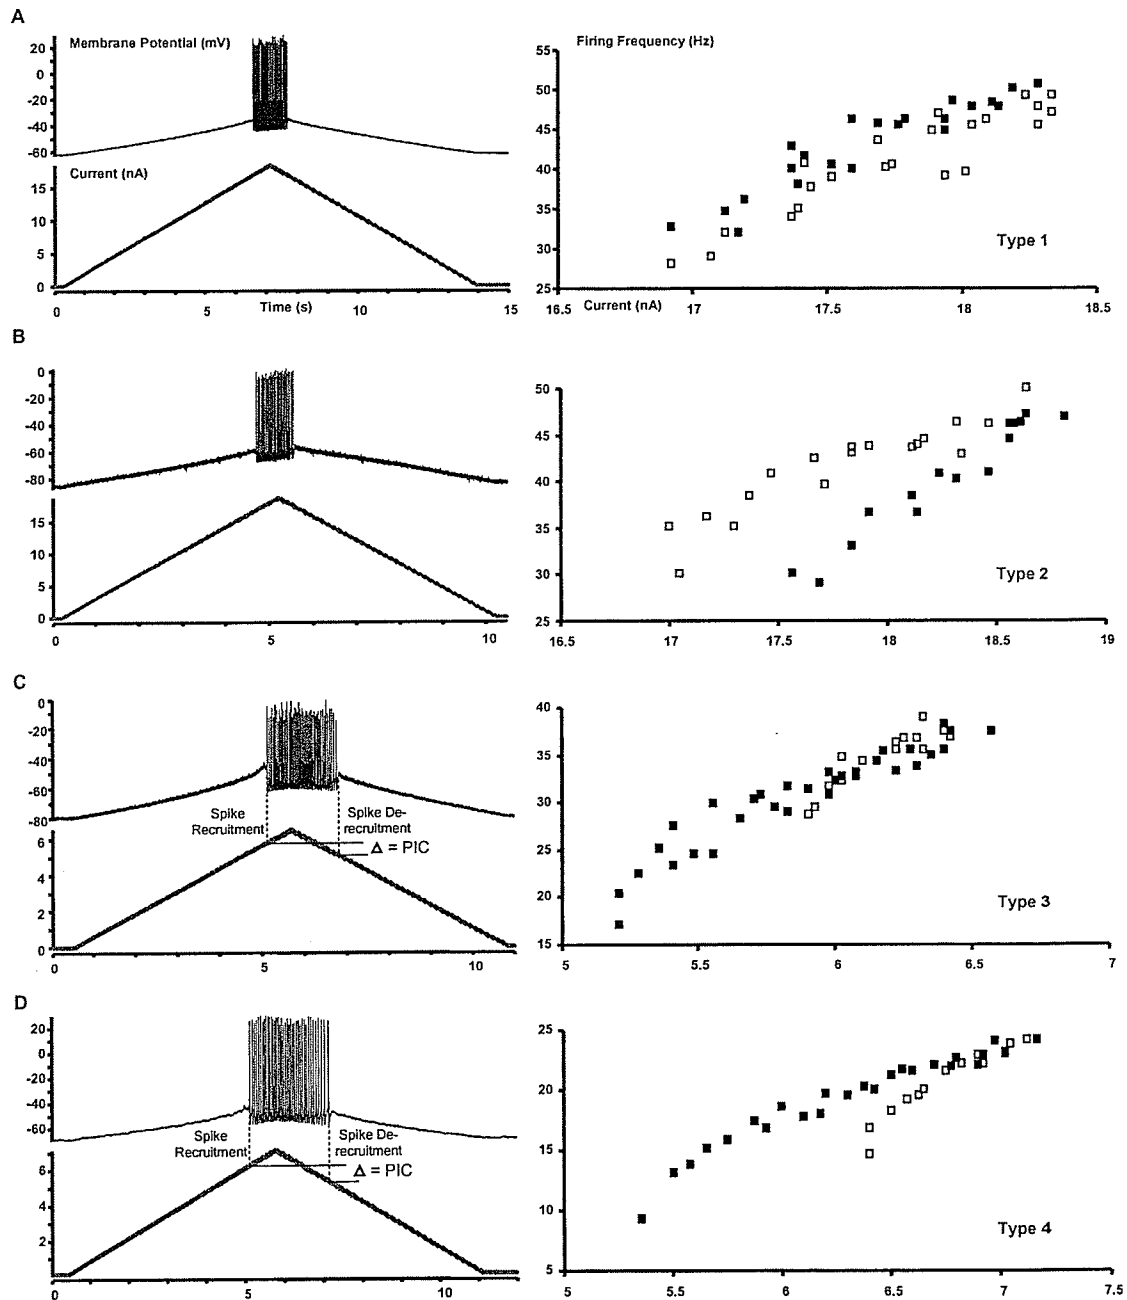 A
Membrane Potential (mV)
20
0
-20
-40
-60
Current (nA)
15
10
5
0
0 5 Time (s) 10 15
Firing Frequency (Hz)
55
50
45
40
35
30
25
16.5 Current (nA) 17 17.5 18 18.5
Type 1
B
0
-20
-40
-60
-80
15
10
5
0
0 5 10
50
45
40
35
30
25
16.5 17 17.5 18 18.5 19
Type 2
C
0
-20
-40
-60
-80
Spike Recruitment
Spike De-recruitment
Δ = PIC
6
4
2
0
0 5 10
40
35
30
25
20
15
5 5.5 6 6.5 7
Type 3
D
20
0
-20
-40
-60
Spike Recruitment
Spike De-recruitment
Δ = PIC
6
4
2
0 5 10
25
20
15
10
5
5 5.5 6 6.5 7 7.5
Type 4